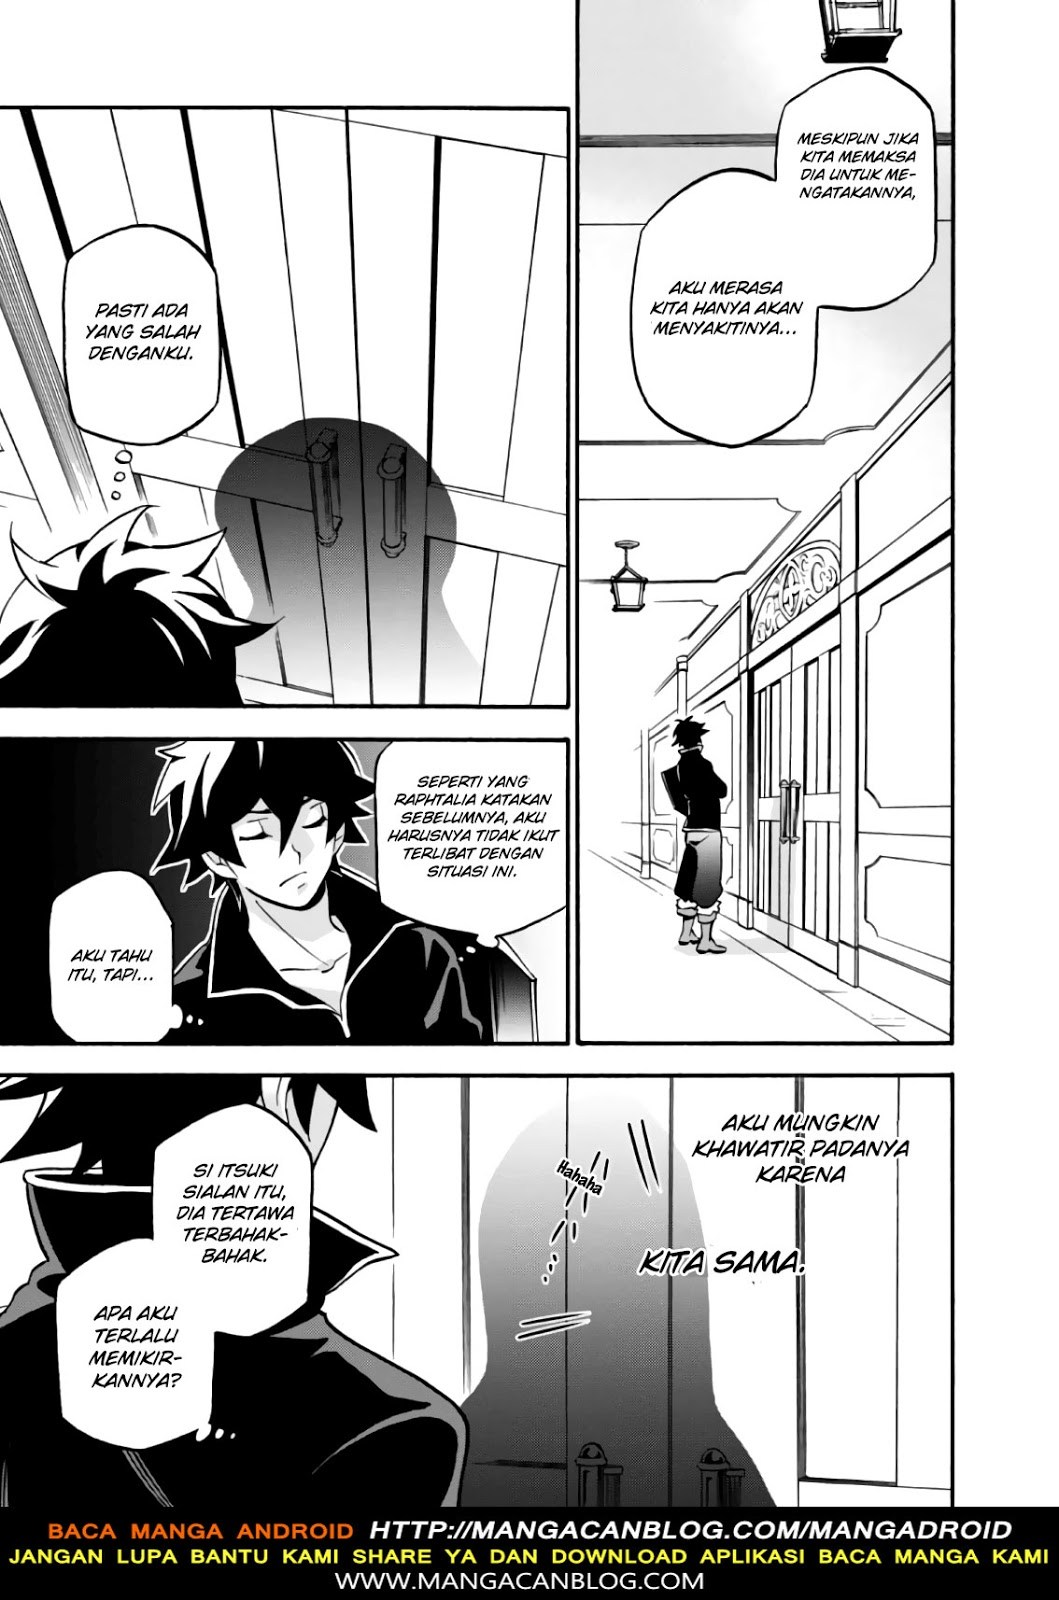 MESKIPUN JIKA
KITA MEMAKSA
DIA UNTUK ME-
NGATAKANNYA,
AKU MERASA
KITA HANYA AKAN
MENYAKITINYA...
PASTI ADA
YANG SALAH
DENGANKU.
SEPERTI YANG
RAPHTALIA KATAKAN
SEBELUMNYA, AKU
HARUSNYA TIDAK IKUT
TERLIBAT DENGAN
SITUASI INI.
AKU TAHU
ITU, TAPI...
AKU MUNGKIN
KHAWATIR PADANYA
KARENA
KITA SAMA.
Hahaha
SI ITSUKI
SIALAN ITU,
DIA TERTAWA
TERBAHAK-
BAHAK.
APA AKU
TERLALU
MEMIKIR-
KANNYA?
BACA MANGA ANDROID HTTP://MANGACANBLOG.COM/MANGADROID
JANGAN LUPA BANTU KAMI SHARE YA DAN DOWNLOAD APLIKASI BACA MANGA KAMI
WWW.MANGACANBLOG.COM